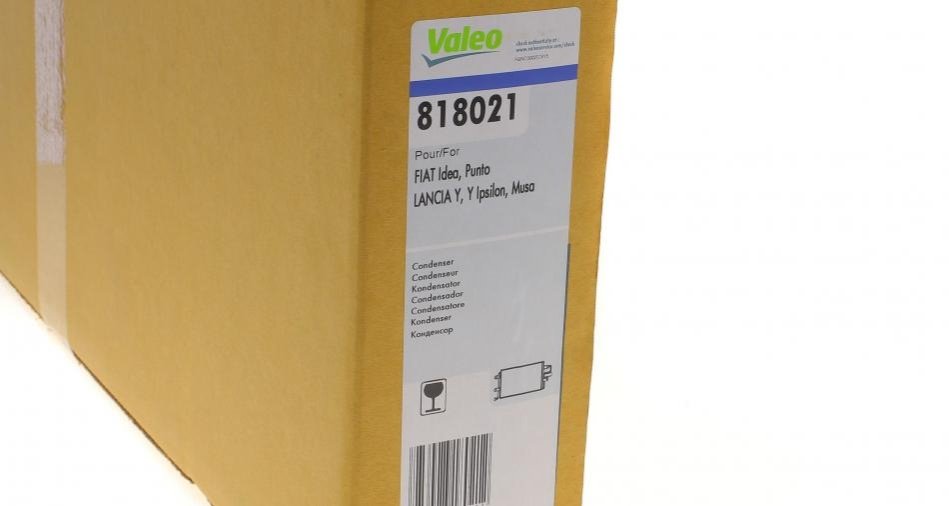 Valeo
818021
Pour/For
FIAT Idea, Punto
LANCIA Y, Y Ipsilon, Musa
Condenser
Condenseur
Kondensator
Condensador
Condensatore
Kondenser
Конденсор